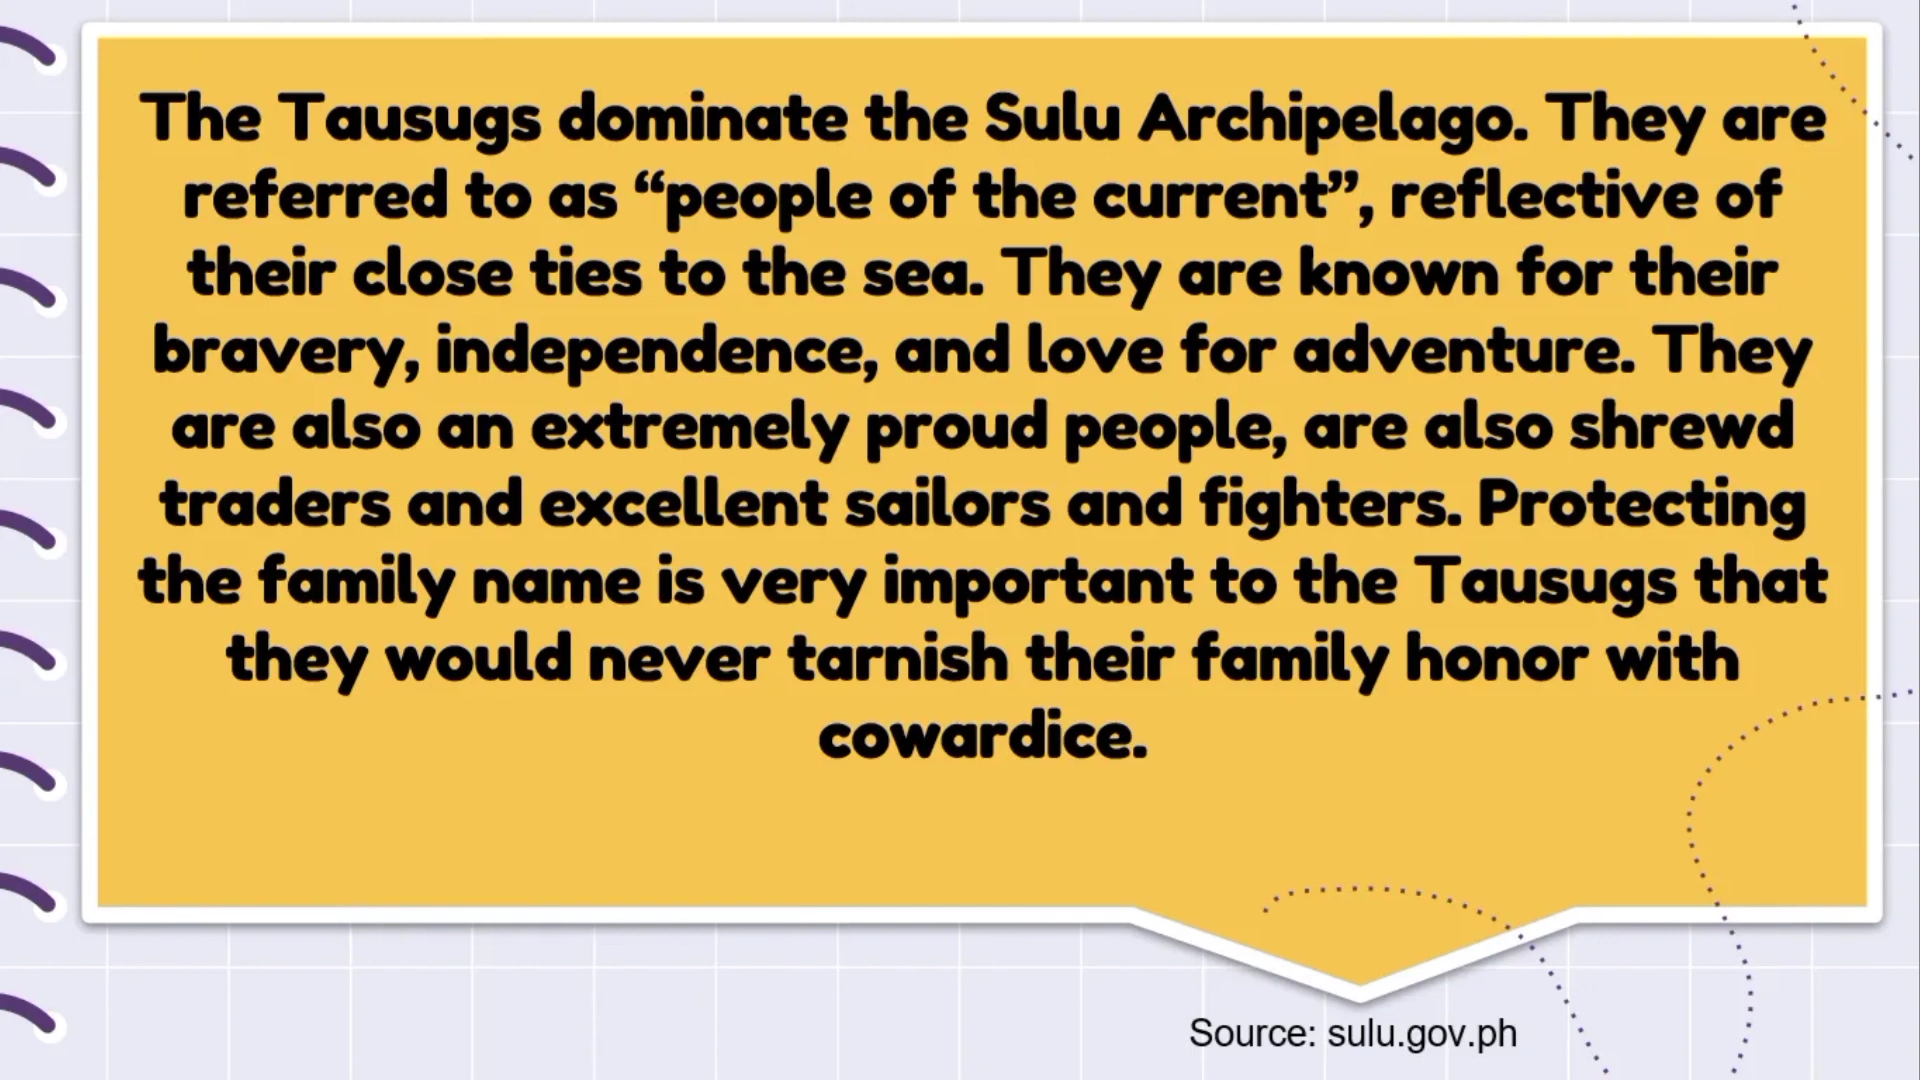 The Tausugs dominate the Sulu Archipelago. They are
referred to as “people of the current”, reflective of
their close ties to the sea. They are known for their
bravery, independence, and love for adventure. They
are also an extremely proud people, are also shrewd
traders and excellent sailors and fighters. Protecting
the family name is very important to the Tausugs that
they would never tarnish their family honor with
cowardice.
Source: sulu.gov.ph